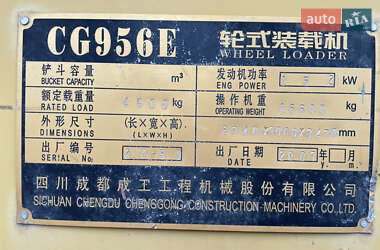 auto RIA
CG956E 轮式装载机
WHEEL LOADER
铲斗容量 m³ 发动机功率 kW
BUCKET CAPACITY ENG POWER
额定载重量 kg 操作机重 kg
RATED LOAD OPERATING WEIGHT
外形尺寸 (长×宽×高) mm
DIMENSIONS (L×W×H)
出厂编号 出厂日期 2007 年 月
SERIAL No. DATE y. m.
四川成都成工工程机械股份有限公司
SICHUAN CHENGDU CHENGGONG CONSTRUCTION MACHINERY CO.LTD.